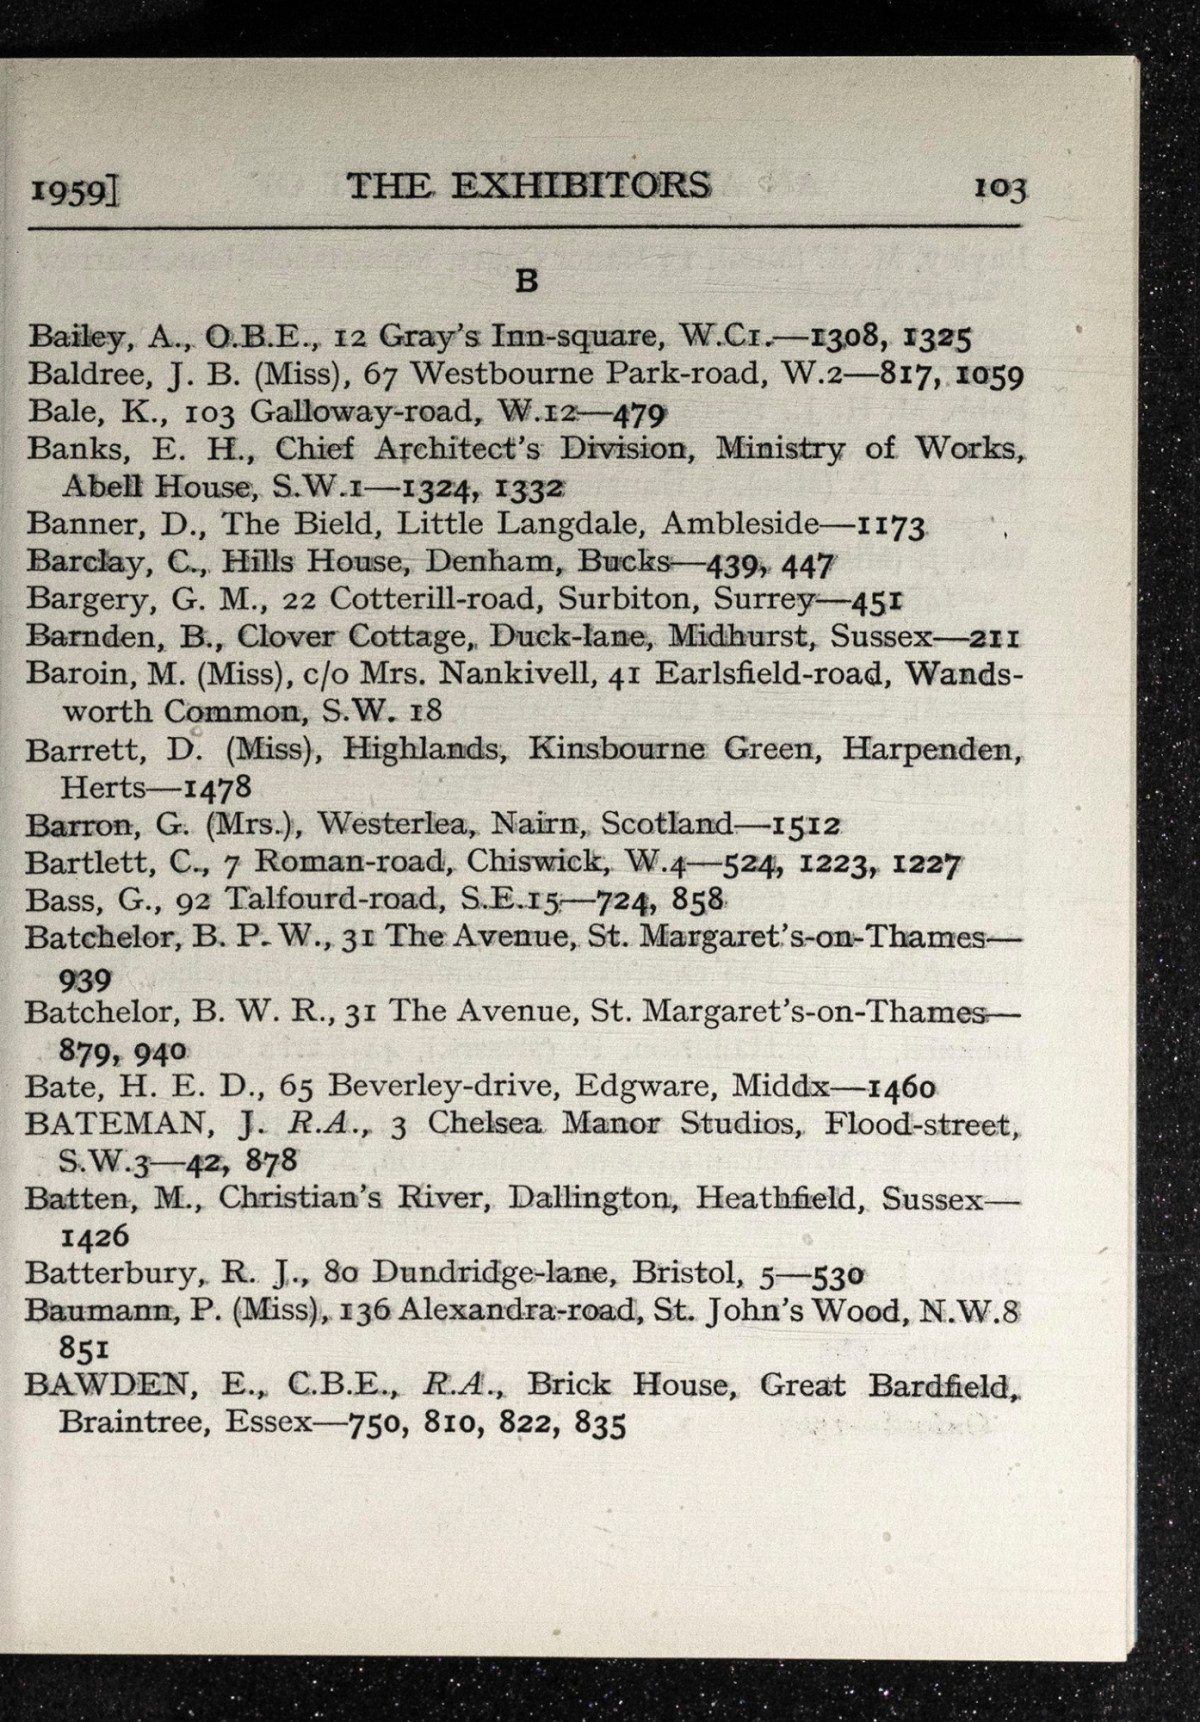 1959] THE EXHIBITORS 103
B
Bailey, A., O.B.E., 12 Gray's Inn-square, W.C1.—1308, 1325
Baldree, J. B. (Miss), 67 Westbourne Park-road, W.2—817, 1059
Bale, K., 103 Galloway-road, W.12—479
Banks, E. H., Chief Architect's Division, Ministry of Works,
Abell House, S.W.1—1324, 1332
Banner, D., The Bield, Little Langdale, Ambleside—1173
Barclay, C., Hills House, Denham, Bucks—439, 447
Bargery, G. M., 22 Cotterill-road, Surbiton, Surrey—451
Barnden, B., Clover Cottage, Duck-lane, Midhurst, Sussex—211
Baroin, M. (Miss), c/o Mrs. Nankivell, 41 Earlsfield-road, Wands-
worth Common, S.W. 18
Barrett, D. (Miss), Highlands, Kinsbourne Green, Harpenden,
Herts—1478
Barron, G. (Mrs.), Westerlea, Nairn, Scotland—1512
Bartlett, C., 7 Roman-road, Chiswick, W.4—524, 1223, 1227
Bass, G., 92 Talfourd-road, S.E.15—724, 858
Batchelor, B. P. W., 31 The Avenue, St. Margaret's-on-Thames—
939
Batchelor, B. W. R., 31 The Avenue, St. Margaret's-on-Thames—
879, 940
Bate, H. E. D., 65 Beverley-drive, Edgware, Middx—1460
BATEMAN, J. R.A., 3 Chelsea Manor Studios, Flood-street,
S.W.3—42, 878
Batten, M., Christian's River, Dallington, Heathfield, Sussex—
1426
Batterbury, R. J., 80 Dundridge-lane, Bristol, 5—530
Baumann, P. (Miss), 136 Alexandra-road, St. John's Wood, N.W.8
851
BAWDEN, E., C.B.E., R.A., Brick House, Great Bardfield,
Braintree, Essex—750, 810, 822, 835